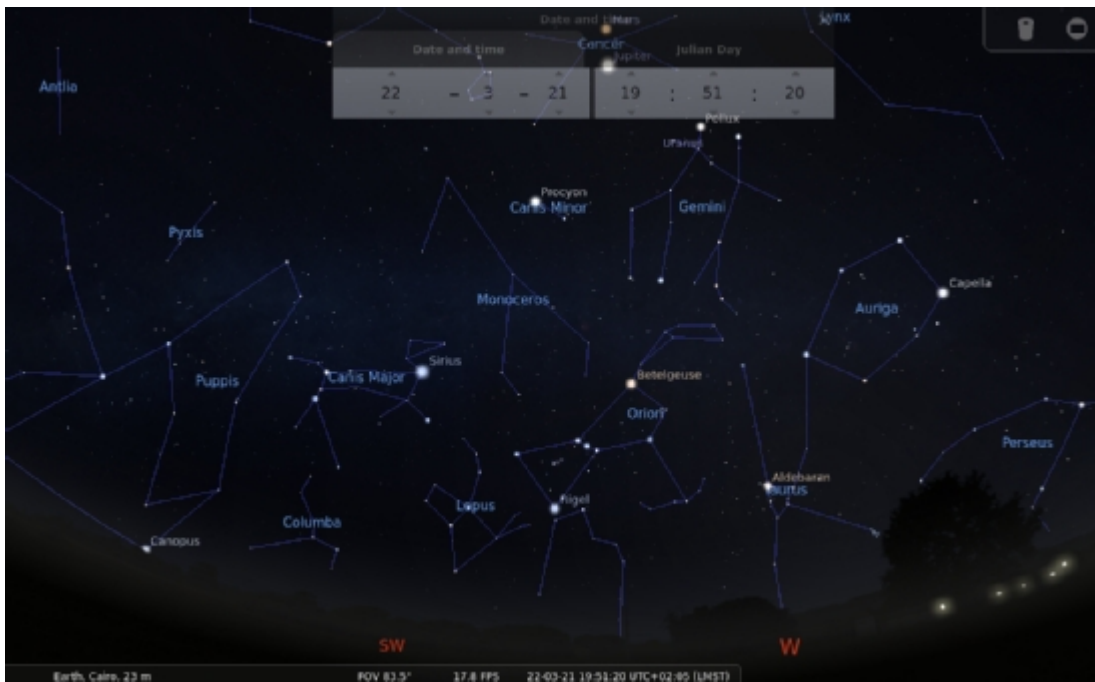 Date and time
Mars
Lynx
Date and time
Cancer
Jupiter
Julian Day
22 - 3 - 21 19 : 51 : 20
Antlia
Pollux
Uranus
Procyon
Canis Minor
Gemini
Pyxis
Capella
Monoceros
Auriga
Sirius
Canis Major
Puppis
Betelgeuse
Orion
Perseus
Aldebaran
Taurus
Rigel
Lepus
Columba
Canopus
SW
W
Earth, Cairo, 23 m FOV 83.5° 17.8 FPS 22-03-21 19:51:20 UTC+02:05 (LMST)